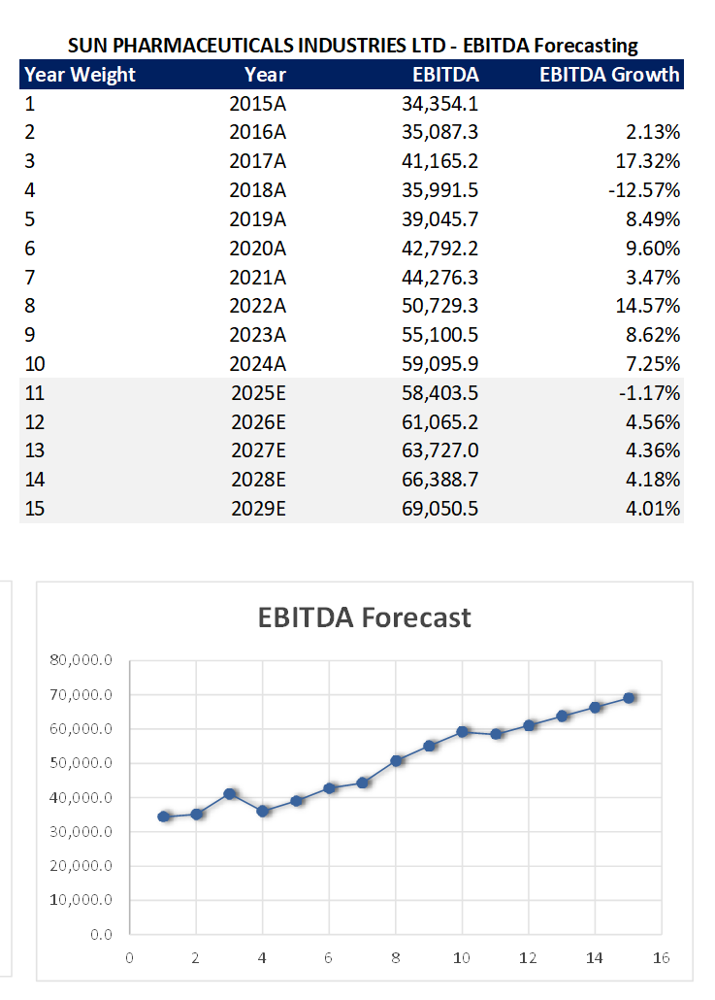 SUN PHARMACEUTICALS INDUSTRIES LTD - EBITDA Forecasting
Year Weight Year EBITDA EBITDA Growth
1 2015A 34,354.1
2 2016A 35,087.3 2.13%
3 2017A 41,165.2 17.32%
4 2018A 35,991.5 -12.57%
5 2019A 39,045.7 8.49%
6 2020A 42,792.2 9.60%
7 2021A 44,276.3 3.47%
8 2022A 50,729.3 14.57%
9 2023A 55,100.5 8.62%
10 2024A 59,095.9 7.25%
11 2025E 58,403.5 -1.17%
12 2026E 61,065.2 4.56%
13 2027E 63,727.0 4.36%
14 2028E 66,388.7 4.18%
15 2029E 69,050.5 4.01%
EBITDA Forecast
80,000.0
70,000.0
60,000.0
50,000.0
40,000.0
30,000.0
20,000.0
10,000.0
0.0
0 2 4 6 8 10 12 14 16